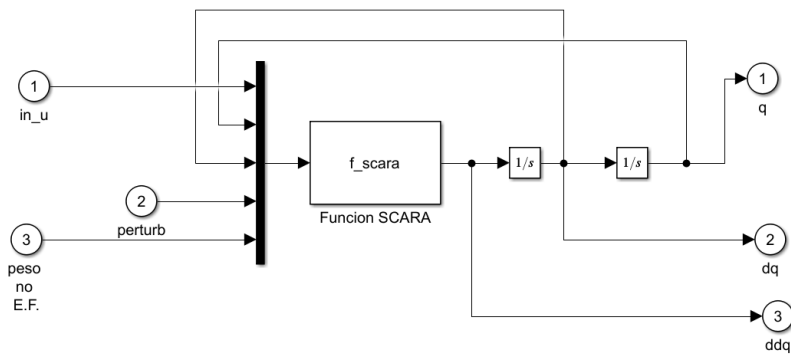 1
in_u
2
perturb
3
peso
no
E.F.
f_scara
Funcion SCARA
1/s
1/s
1
q
2
dq
3
ddq